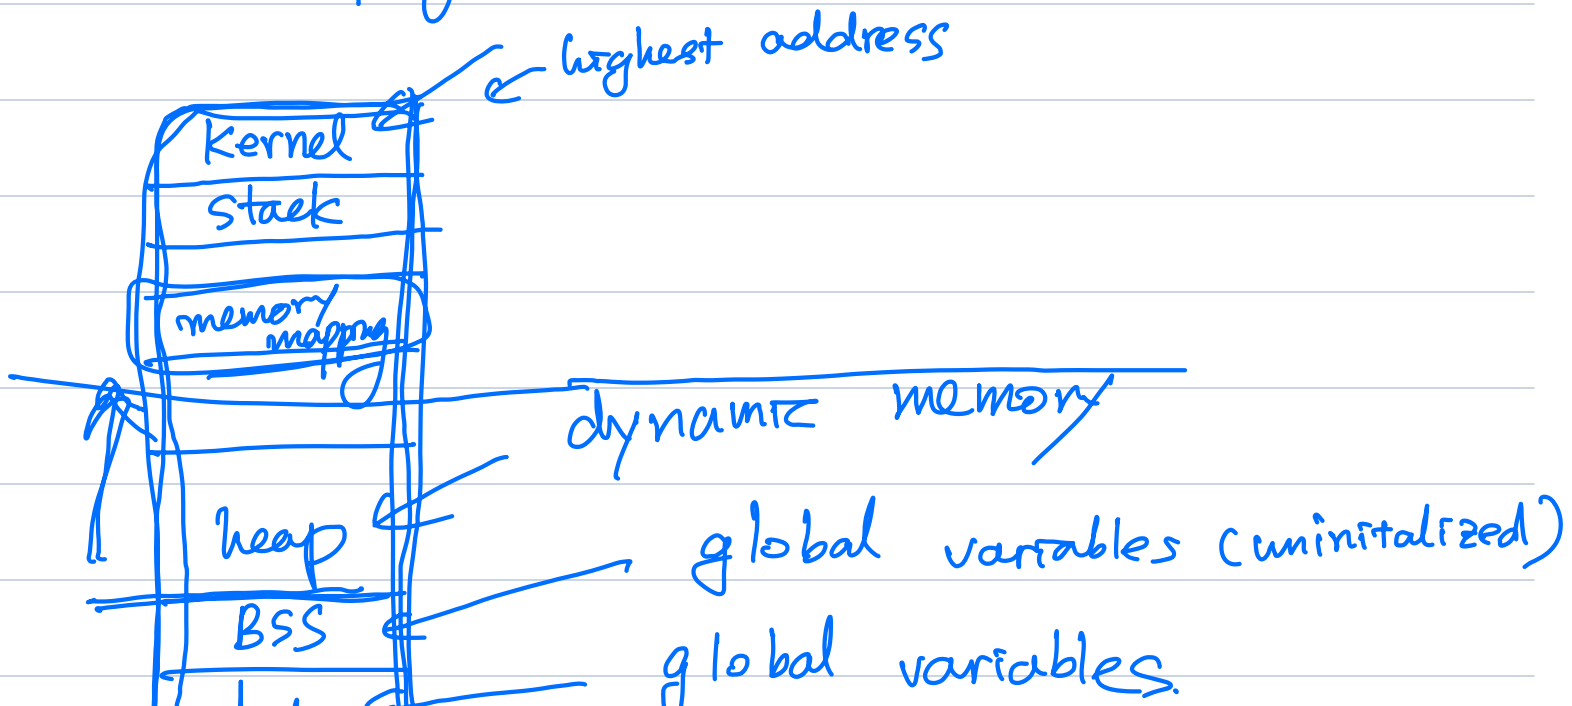 highest address
Kernel
stack
memory
mapping
dynamic memory
heap
global variables (uninitalized)
BSS
global variables